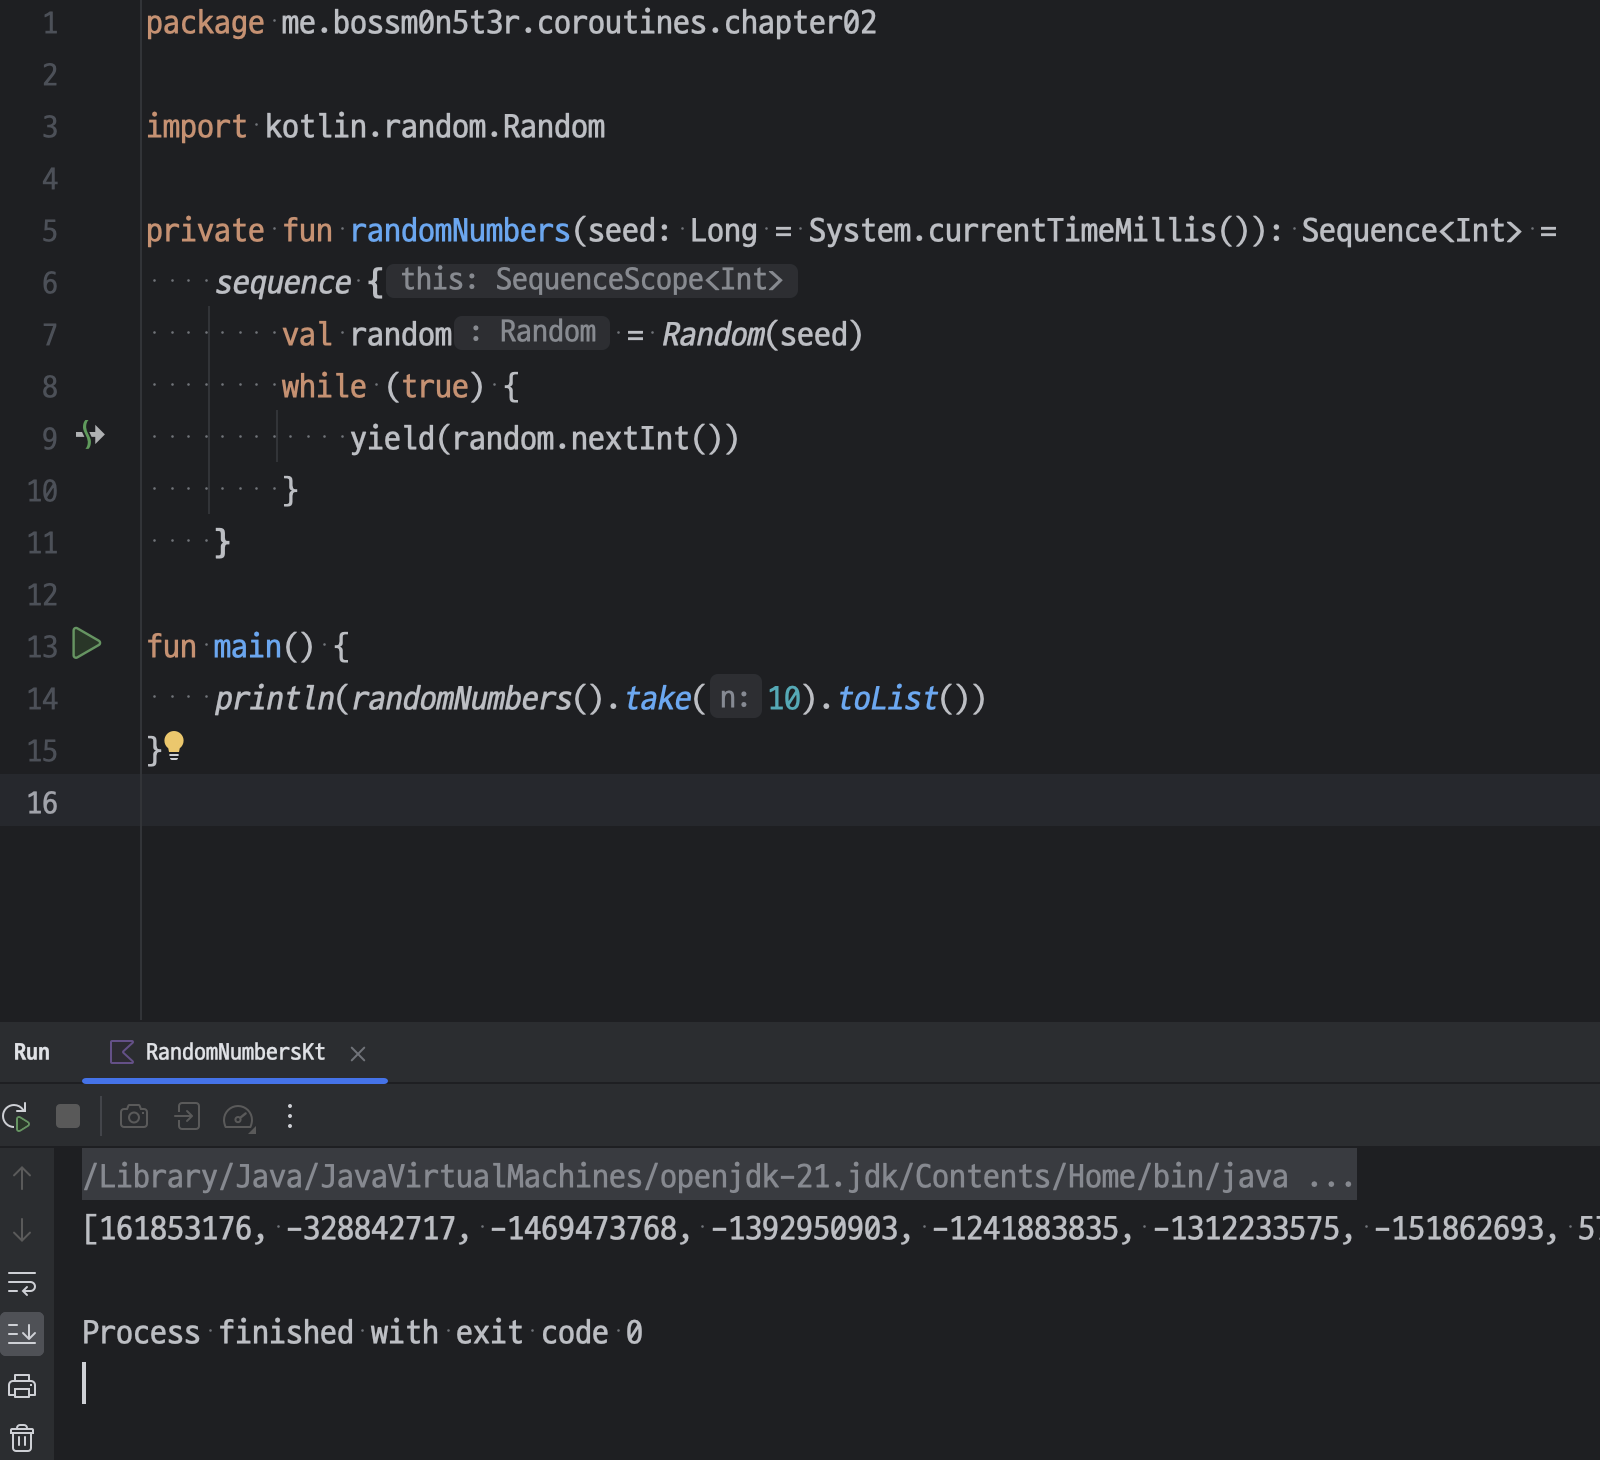 1 package me.bossm0n5t3r.coroutines.chapter02
2
3 import kotlin.random.Random
4
5 private fun randomNumbers(seed: Long = System.currentTimeMillis()): Sequence<Int> =
6 sequence { this: SequenceScope<Int>
7 val random : Random = Random(seed)
8 while (true) {
9 yield(random.nextInt())
10 }
11 }
12
13 fun main() {
14 println(randomNumbers().take( n: 10).toList())
15 }
16
Run RandomNumbersKt
/Library/Java/JavaVirtualMachines/openjdk-21.jdk/Contents/Home/bin/java ...
[161853176, -328842717, -1469473768, -1392950903, -1241883835, -1312233575, -151862693,
Process finished with exit code 0